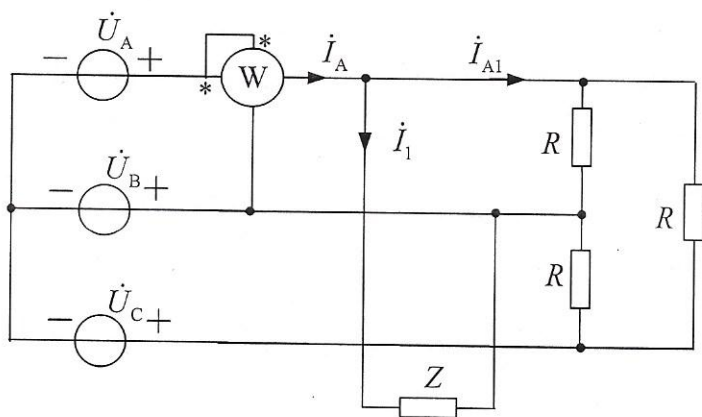 − U̇A + * * W İA İA1
İ1 R
− U̇B + R
R
− U̇C +
Z